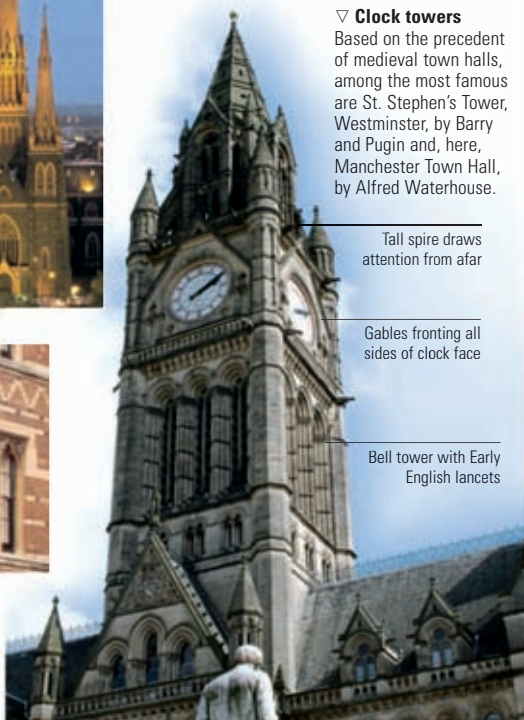 ▽ Clock towers
Based on the precedent
of medieval town halls,
among the most famous
are St. Stephen's Tower,
Westminster, by Barry
and Pugin and, here,
Manchester Town Hall,
by Alfred Waterhouse.
Tall spire draws
attention from afar
Gables fronting all
sides of clock face
Bell tower with Early
English lancets